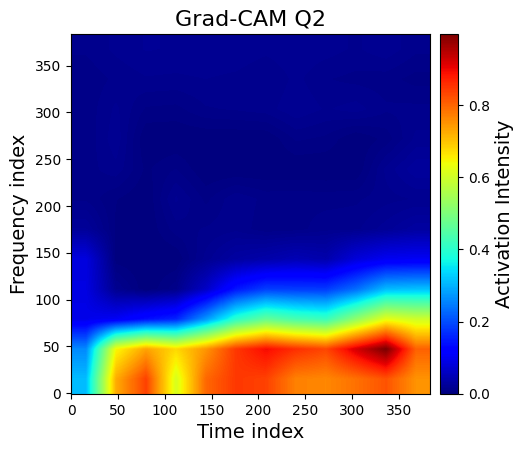 Grad-CAM Q2
Frequency index
350
300
250
200
150
100
50
0
0 50 100 150 200 250 300 350
Time index
0.8
0.6
0.4
0.2
0.0
Activation Intensity